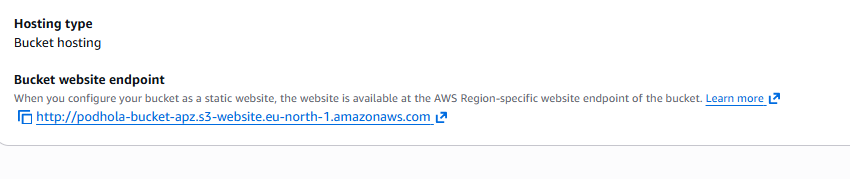 Hosting type
Bucket hosting
Bucket website endpoint
When you configure your bucket as a static website, the website is available at the AWS Region-specific website endpoint of the bucket. Learn more
http://podhola-bucket-apz.s3-website.eu-north-1.amazonaws.com